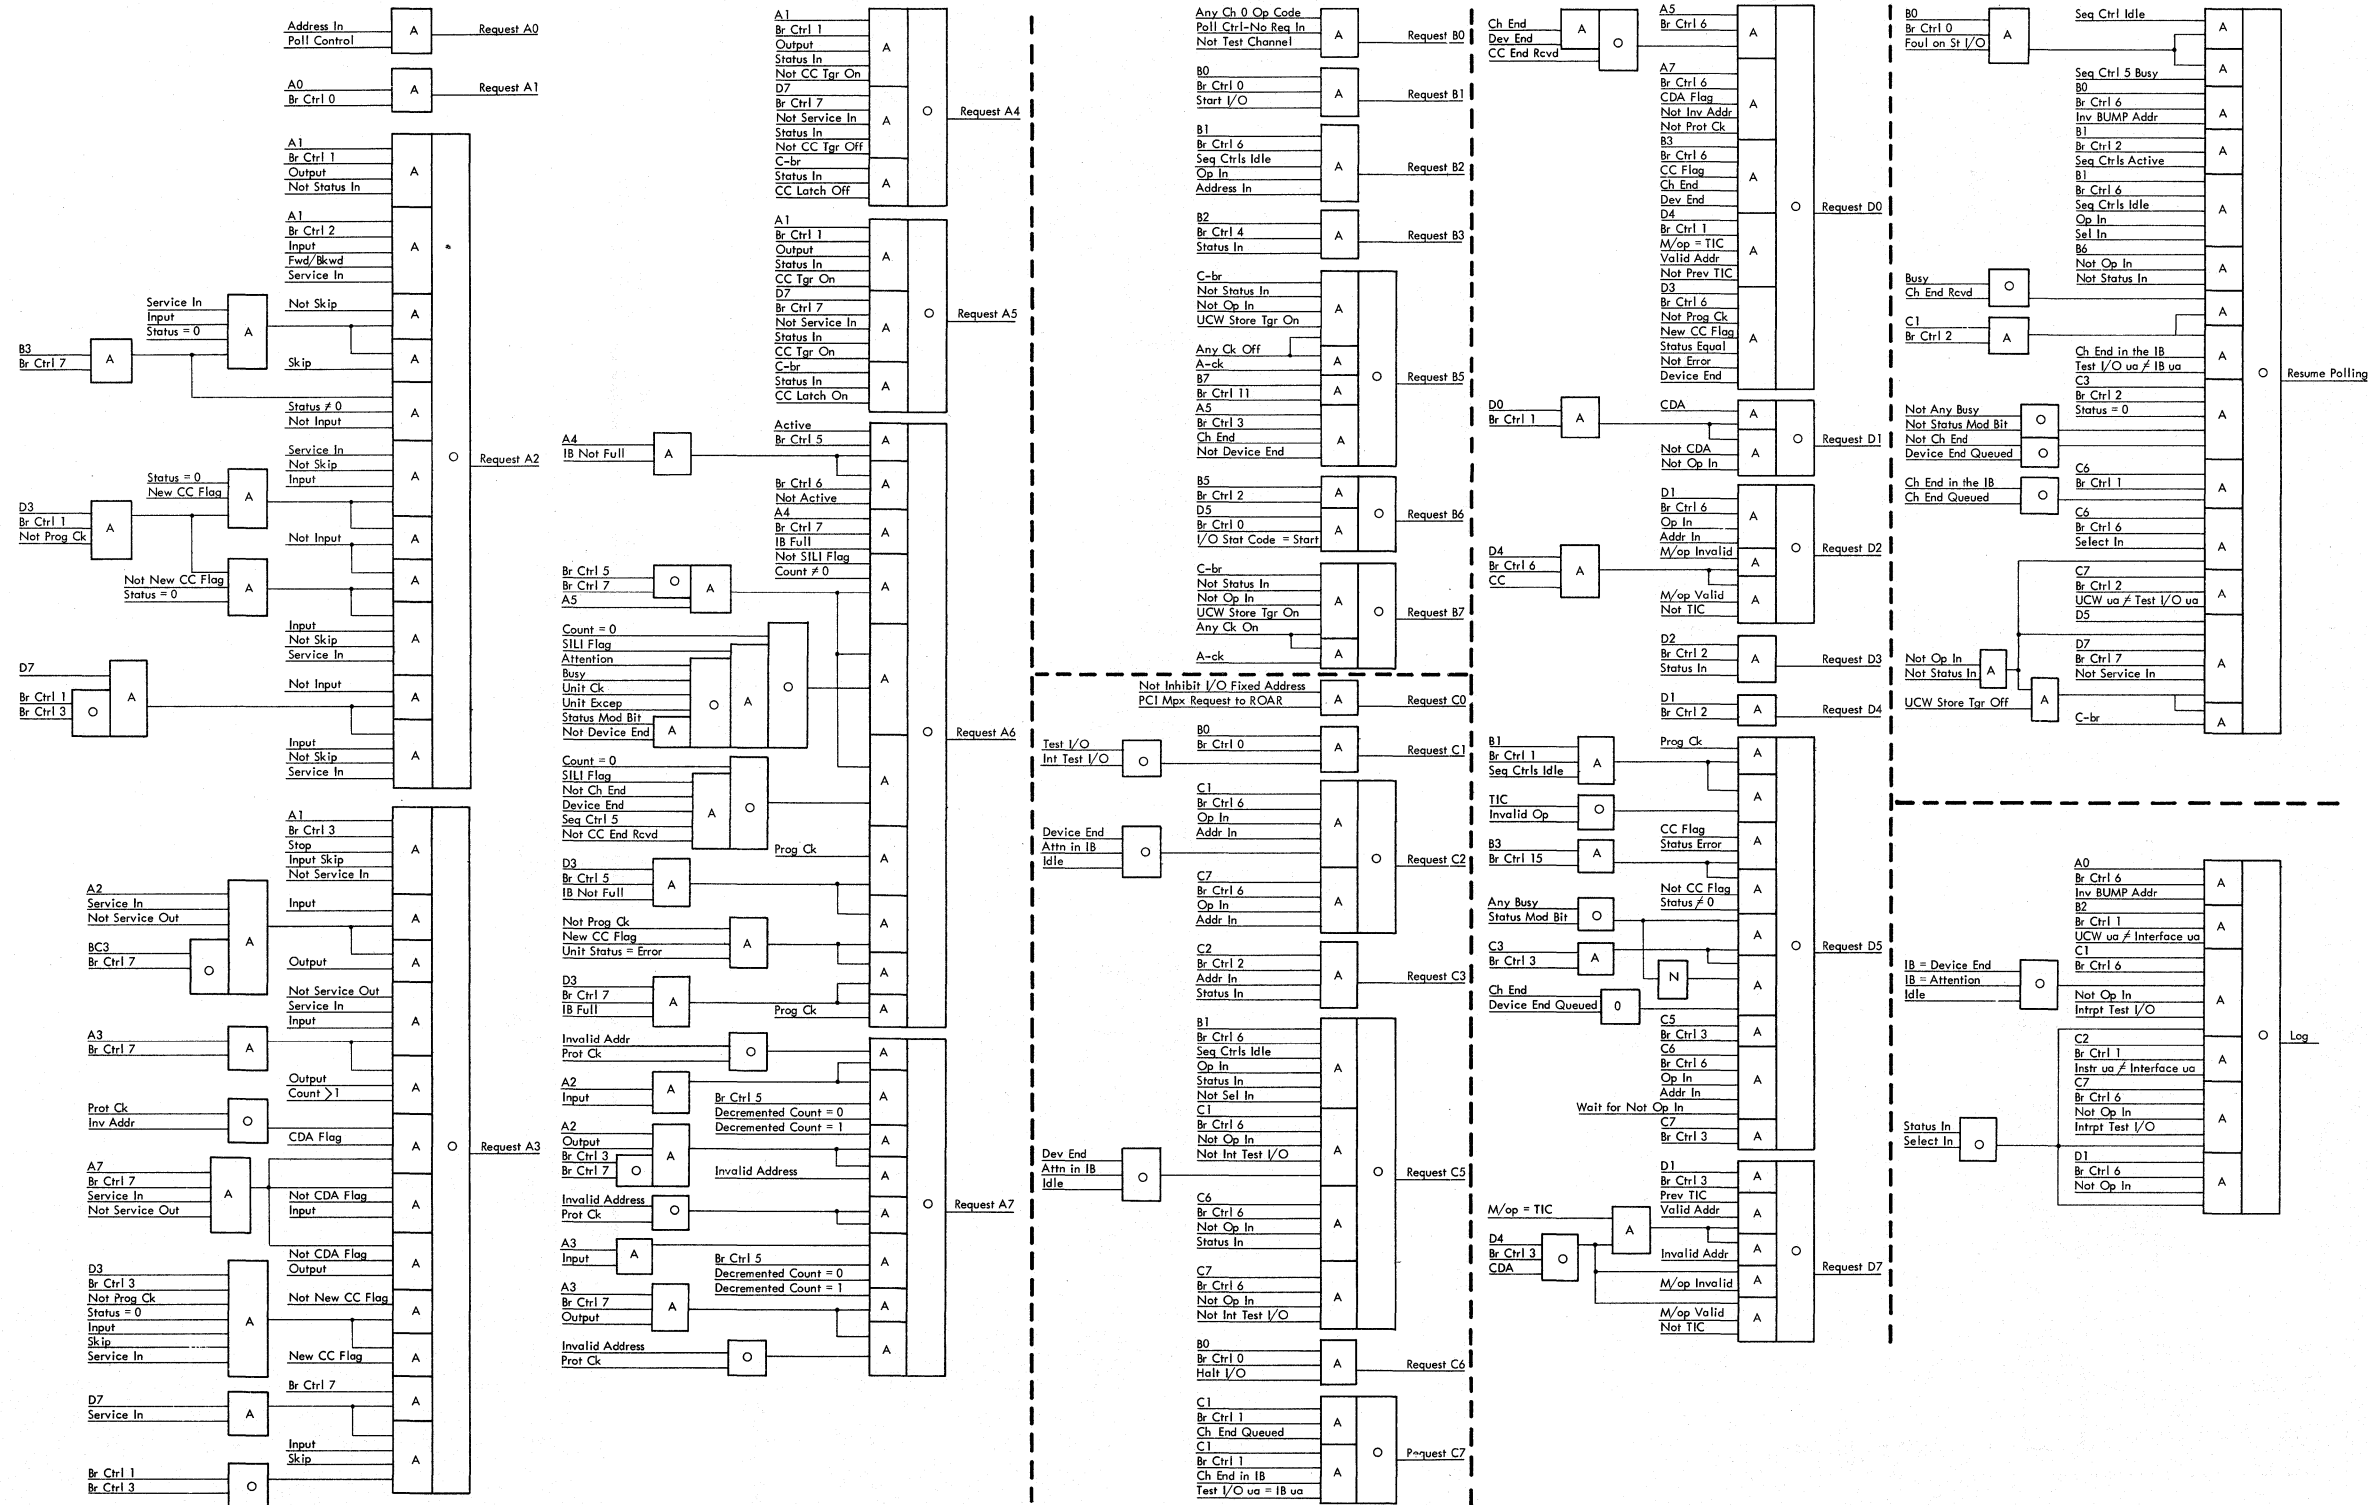 Address In
Poll Control
A
Request A0
A0
Br Ctrl 0
A
Request A1
A1
Br Ctrl 1
Output
Not Status In
A
A1
Br Ctrl 2
Input
Fwd/Bkwd
Service In
A
Service In
Input
Status = 0
A
Not Skip
A
B3
Br Ctrl 7
A
Skip
A
Status ≠ 0
Not Input
A
Service In
Not Skip
Input
A
O
Request A2
Status = 0
New CC Flag
A
D3
Br Ctrl 1
Not Prog Ck
A
Not Input
A
Not New CC Flag
Status = 0
A
A
Input
Not Skip
Service In
A
D7
Br Ctrl 1
Br Ctrl 3
O
A
Not Input
A
Input
Not Skip
Service In
A
A1
Br Ctrl 3
Stop
Input Skip
Not Service In
A
A2
Service In
Not Service Out
BC3
Br Ctrl 7
O
A
Input
A
Output
A
Not Service Out
Service In
Input
A
A3
Br Ctrl 7
A
Output
Count >1
A
Prot Ck
Inv Addr
O
CDA Flag
A
O
Request A3
A7
Br Ctrl 7
Service In
Not Service Out
A
Not CDA Flag
Input
A
Not CDA Flag
Output
A
D3
Br Ctrl 3
Not Prog Ck
Status = 0
Input
Skip
Service In
A
Not New CC Flag
A
New CC Flag
A
Br Ctrl 7
A
D7
Service In
A
Input
Skip
A
Br Ctrl 1
Br Ctrl 3
O
A1
Br Ctrl 1
Output
Status In
Not CC Tgr On
A
D7
Br Ctrl 7
Not Service In
Status In
Not CC Tgr Off
A
C-br
Status In
CC Latch Off
A
O
Request A4
A1
Br Ctrl 1
Output
Status In
CC Tgr On
A
D7
Br Ctrl 7
Not Service In
Status In
CC Tgr On
A
C-br
Status In
CC Latch On
A
O
Request A5
A4
IB Not Full
A
Active
Br Ctrl 5
A
Br Ctrl 6
Not Active
A
A4
Br Ctrl 7
IB Full
Not SILI Flag
Count ≠ 0
A
A
Br Ctrl 5
Br Ctrl 7
A5
O
A
Count = 0
SILI Flag
Attention
Busy
Unit Ck
Unit Excep
Status Mod Bit
Not Device End
A
O
A
O
A
Count = 0
SILI Flag
Not Ch End
Device End
Seq Ctrl 5
Not CC End Rcvd
A
O
A
O
Request A6
Prog Ck
A
D3
Br Ctrl 5
IB Not Full
A
A
Not Prog Ck
New CC Flag
Unit Status = Error
A
A
D3
Br Ctrl 7
IB Full
A
Prog Ck
A
Invalid Addr
Prot Ck
O
A
A2
Input
A
Br Ctrl 5
Decremented Count = 0
Decremented Count = 1
A
A2
Output
Br Ctrl 3
Br Ctrl 7
O
A
A
Invalid Address
A
Invalid Address
Prot Ck
O
A
O
Request A7
A3
Input
A
Br Ctrl 5
Decremented Count = 0
Decremented Count = 1
A
A3
Br Ctrl 7
Output
A
A
Invalid Address
Prot Ck
O
A
Any Ch 0 Op Code
Poll Ctrl-No Req In
Not Test Channel
A
Request B0
B0
Br Ctrl 0
Start I/O
A
Request B1
B1
Br Ctrl 6
Seq Ctrls Idle
Op In
Address In
A
Request B2
B2
Br Ctrl 4
Status In
A
Request B3
C-br
Not Status In
Not Op In
UCW Store Tgr On
A
Any Ck Off
A-ck
A
B7
Br Ctrl 11
A
A5
Br Ctrl 3
Ch End
Not Device End
A
O
Request B5
B5
Br Ctrl 2
A
D5
Br Ctrl 0
I/O Stat Code = Start
A
O
Request B6
C-br
Not Status In
Not Op In
UCW Store Tgr On
A
Any Ck On
A-ck
A
O
Request B7
Not Inhibit I/O Fixed Address
PCI Mpx Request to ROAR
A
Request C0
Test I/O
Int Test I/O
O
B0
Br Ctrl 0
A
Request C1
C1
Br Ctrl 6
Op In
Addr In
A
Device End
Attn in IB
Idle
O
C7
Br Ctrl 6
Op In
Addr In
A
O
Request C2
C2
Br Ctrl 2
Addr In
Status In
A
Request C3
B1
Br Ctrl 6
Seq Ctrls Idle
Op In
Status In
Not Sel In
A
C1
Br Ctrl 6
Not Op In
Not Int Test I/O
A
Dev End
Attn in IB
Idle
O
C6
Br Ctrl 6
Not Op In
Status In
A
C7
Br Ctrl 6
Not Op In
Not Int Test I/O
A
O
Request C5
B0
Br Ctrl 0
Halt I/O
A
Request C6
C1
Br Ctrl 1
Ch End Queued
A
C1
Br Ctrl 1
Ch End in IB
Test I/O ua = IB ua
A
O
Request C7
Ch End
Dev End
CC End Rcvd
A
O
A5
Br Ctrl 6
A
A7
Br Ctrl 6
CDA Flag
Not Inv Addr
Not Prot Ck
A
B3
Br Ctrl 6
CC Flag
Ch End
Dev End
A
D4
Br Ctrl 1
M/op = TIC
Valid Addr
Not Prev TIC
A
D3
Br Ctrl 6
Not Prog Ck
New CC Flag
Status Equal
Not Error
Device End
A
O
Request D0
D0
Br Ctrl 1
A
CDA
A
Not CDA
Not Op In
A
O
Request D1
D1
Br Ctrl 6
Op In
Addr In
A
D4
Br Ctrl 6
CC
A
M/op Invalid
A
M/op Valid
Not TIC
A
O
Request D2
D2
Br Ctrl 2
Status In
A
Request D3
D1
Br Ctrl 2
A
Request D4
B1
Br Ctrl 1
Seq Ctrls Idle
A
Prog Ck
A
TIC
Invalid Op
O
A
CC Flag
Status Error
A
B3
Br Ctrl 15
A
Not CC Flag
Status ≠ 0
A
Any Busy
Status Mod Bit
O
A
C3
Br Ctrl 3
A
N
A
Ch End
Device End Queued
O
C5
Br Ctrl 3
A
C6
Br Ctrl 6
Op In
Addr In
Wait for Not Op In
A
C7
Br Ctrl 3
A
O
Request D5
D1
Br Ctrl 3
A
Prev TIC
Valid Addr
A
M/op = TIC
A
D4
Br Ctrl 3
CDA
O
Invalid Addr
A
M/op Invalid
A
M/op Valid
Not TIC
A
O
Request D7
B0
Br Ctrl 0
Foul on St I/O
A
Seq Ctrl Idle
A
Seq Ctrl 5 Busy
A
B0
Br Ctrl 6
Inv BUMP Addr
A
B1
Br Ctrl 2
Seq Ctrls Active
A
B1
Br Ctrl 6
Seq Ctrls Idle
Op In
Sel In
A
B6
Not Op In
Not Status In
A
Busy
Ch End Rcvd
O
C1
Br Ctrl 2
A
A
Ch End in the IB
Test I/O ua ≠ IB ua
A
C3
Br Ctrl 2
Status = 0
A
Not Any Busy
Not Status Mod Bit
O
Not Ch End
Device End Queued
O
O
Resume Polling
C6
Br Ctrl 1
A
Ch End in the IB
Ch End Queued
O
C6
Br Ctrl 6
Select In
A
C7
Br Ctrl 2
UCW ua ≠ Test I/O ua
A
D5
D7
Br Ctrl 7
Not Service In
A
Not Op In
Not Status In
A
UCW Store Tgr Off
A
C-br
A
A0
Br Ctrl 6
Inv BUMP Addr
A
B2
Br Ctrl 1
UCW ua ≠ Interface ua
A
C1
Br Ctrl 6
IB = Device End
IB = Attention
Idle
O
Not Op In
Intrpt Test I/O
A
C2
Br Ctrl 1
Instr ua ≠ Interface ua
A
C7
Br Ctrl 6
Not Op In
Intrpt Test I/O
A
Status In
Select In
O
D1
Br Ctrl 6
Not Op In
A
O
Log